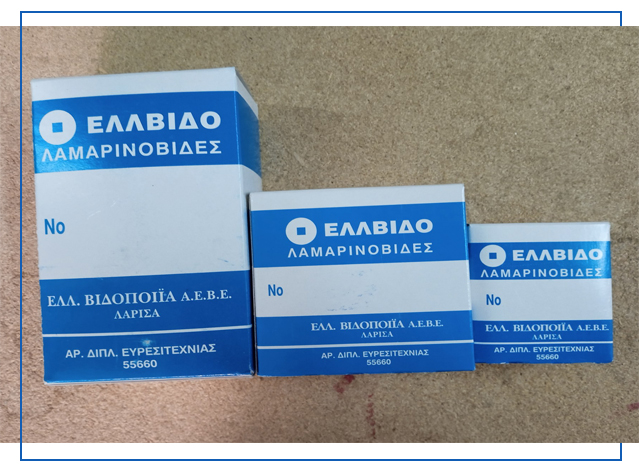 ΕΛΛΒΙΔΟ
ΛΑΜΑΡΙΝΟΒΙΔΕΣ
No
ΕΛΛ. ΒΙΔΟΠΟΙΪΑ Α.Ε.Β.Ε.
ΛΑΡΙΣΑ
ΑΡ. ΔΙΠΛ. ΕΥΡΕΣΙΤΕΧΝΙΑΣ
55660
ΕΛΛΒΙΔΟ
ΛΑΜΑΡΙΝΟΒΙΔΕΣ
No
ΕΛΛ. ΒΙΔΟΠΟΙΪΑ Α.Ε.Β.Ε.
ΛΑΡΙΣΑ
ΑΡ. ΔΙΠΛ. ΕΥΡΕΣΙΤΕΧΝΙΑΣ
55660
ΕΛΛΒΙΔΟ
ΛΑΜΑΡΙΝΟΒΙΔΕΣ
No
ΕΛΛ. ΒΙΔΟΠΟΙΪΑ Α.Ε.Β.Ε.
ΛΑΡΙΣΑ
ΑΡ. ΔΙΠΛ. ΕΥΡΕΣΙΤΕΧΝΙΑΣ
55660